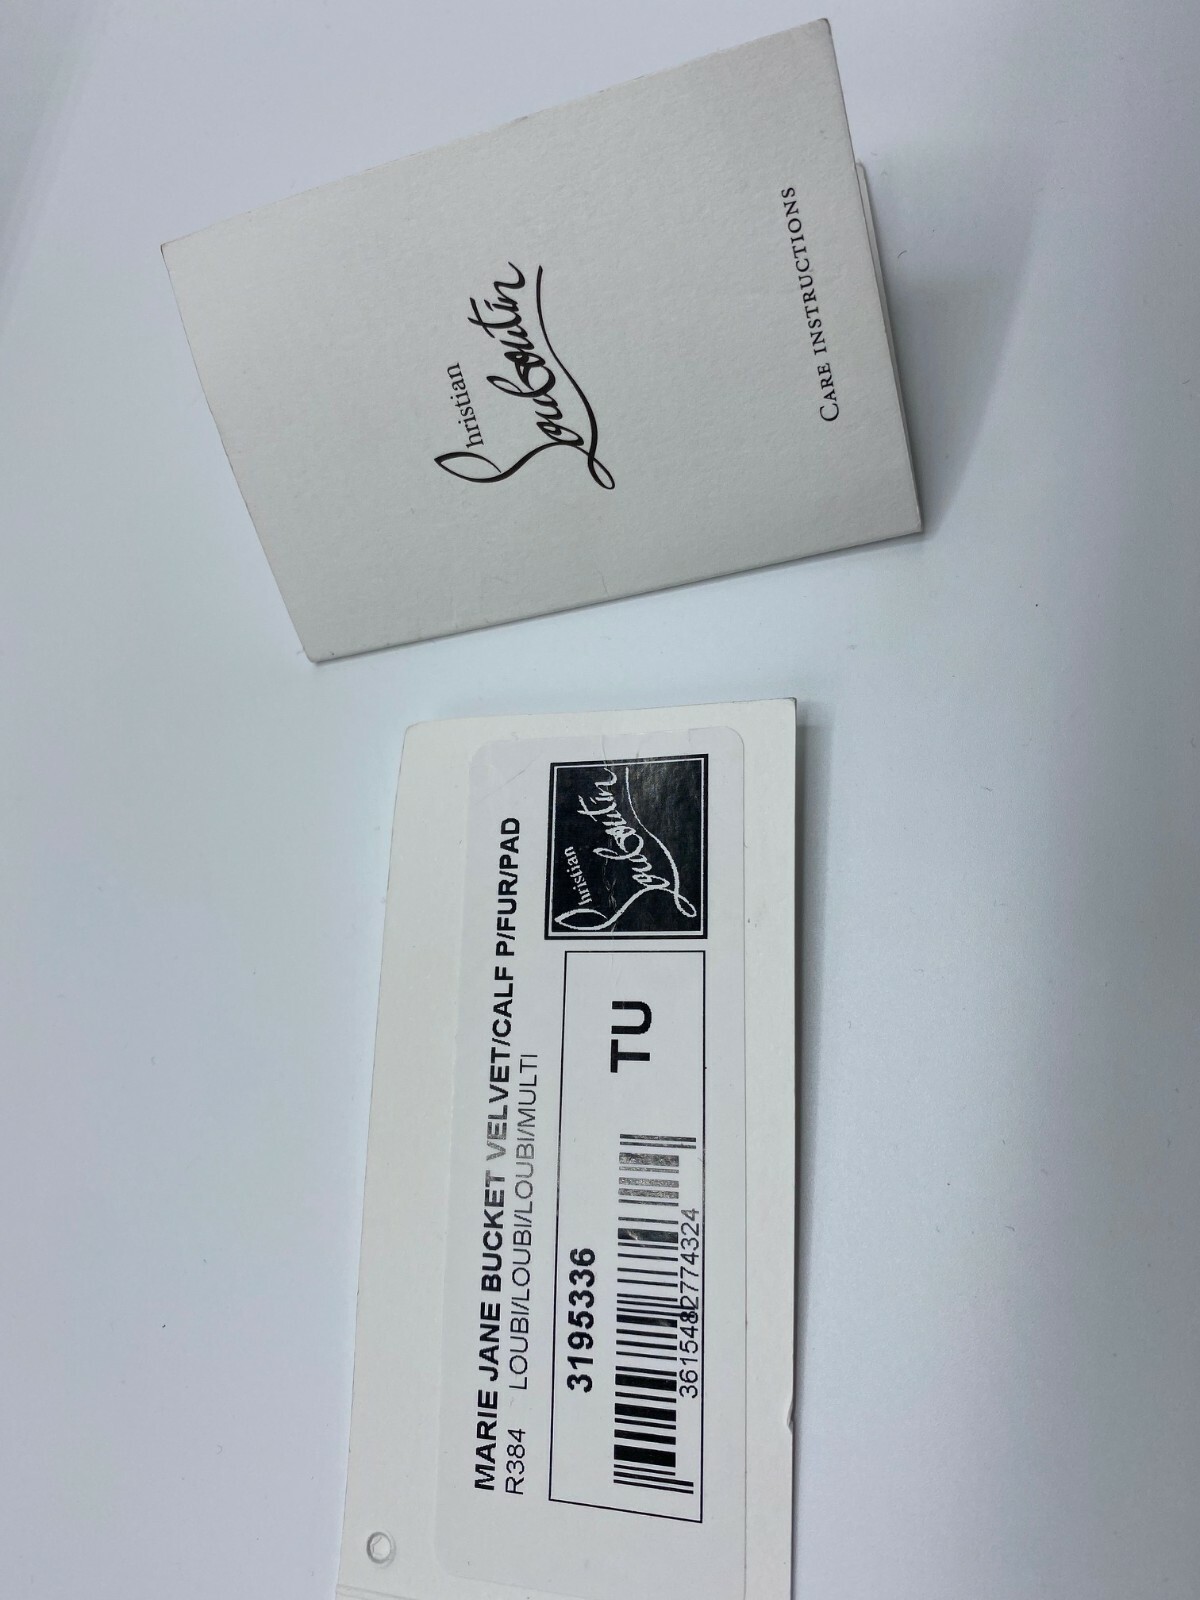 Christian
Louboutin
CARE INSTRUCTIONS
MARIE JANE BUCKET VELVET/CALF P/FUR/PAD
R384 LOUBI/LOUBI/LOUBI/MULTI
3195336
TU
3615482774324
Christian
Louboutin